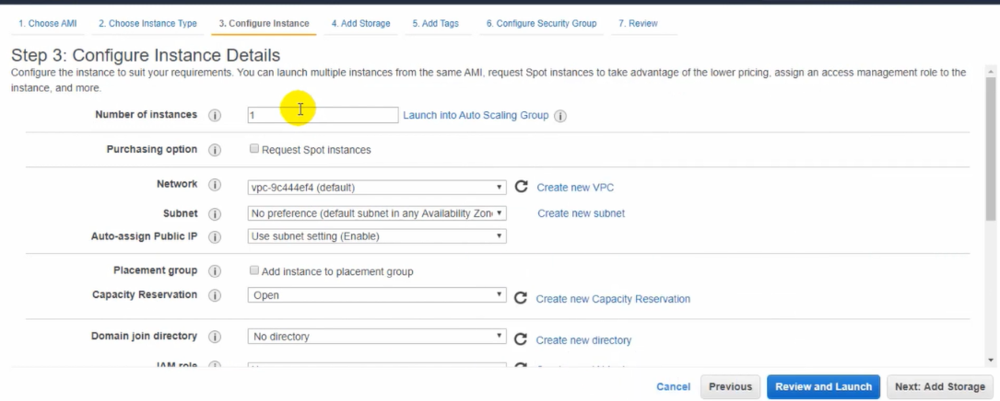 1. Choose AMI 2. Choose Instance Type 3. Configure Instance 4. Add Storage 5. Add Tags 6. Configure Security Group 7. Review
Step 3: Configure Instance Details
Configure the instance to suit your requirements. You can launch multiple instances from the same AMI, request Spot instances to take advantage of the lower pricing, assign an access management role to the
instance, and more.
Number of instances i 1 Launch into Auto Scaling Group i
Purchasing option i Request Spot instances
Network i vpc-9c444ef4 (default) Create new VPC
Subnet i No preference (default subnet in any Availability Zon Create new subnet
Auto-assign Public IP i Use subnet setting (Enable)
Placement group i Add instance to placement group
Capacity Reservation i Open Create new Capacity Reservation
Domain join directory i No directory Create new directory
IAM role
Cancel Previous Review and Launch Next: Add Storage